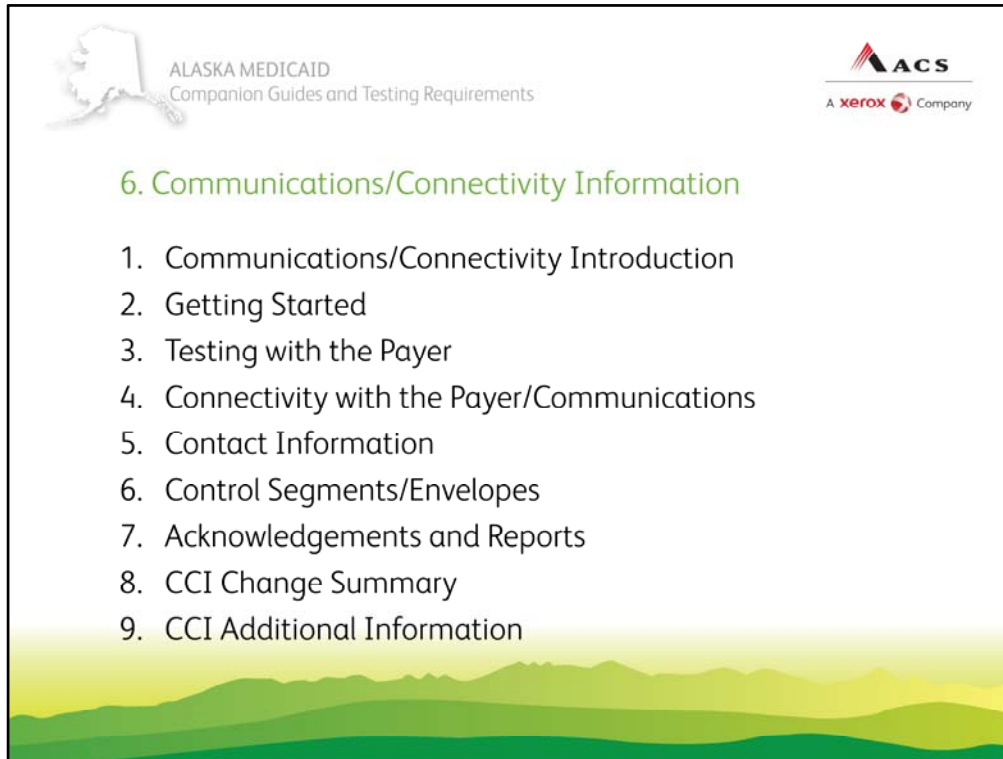 ALASKA MEDICAID
Companion Guides and Testing Requirements
ACS
A xerox Company
6. Communications/Connectivity Information
1. Communications/Connectivity Introduction
2. Getting Started
3. Testing with the Payer
4. Connectivity with the Payer/Communications
5. Contact Information
6. Control Segments/Envelopes
7. Acknowledgements and Reports
8. CCI Change Summary
9. CCI Additional Information